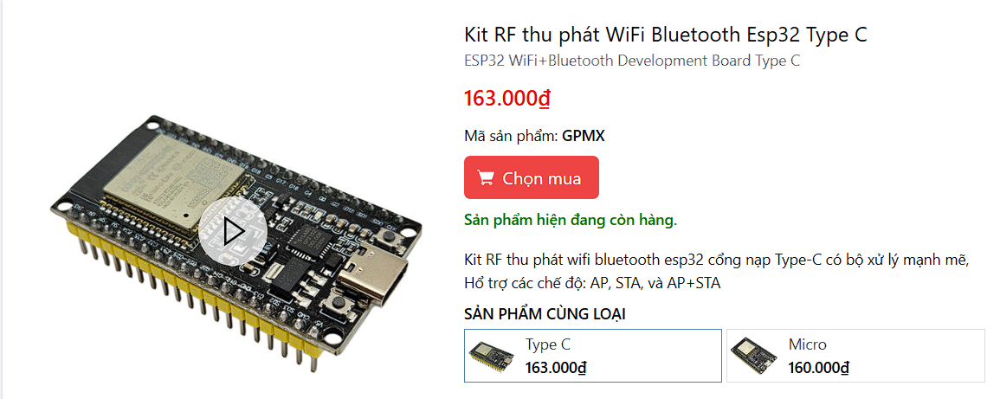 Kit RF thu phát WiFi Bluetooth Esp32 Type C
ESP32 WiFi+Bluetooth Development Board Type C
163.000₫
Mã sản phẩm: GPMX
Chọn mua
Sản phẩm hiện đang còn hàng.
Kit RF thu phát wifi bluetooth esp32 cổng nạp Type-C có bộ xử lý mạnh mẽ,
Hổ trợ các chế độ: AP, STA, và AP+STA
SẢN PHẨM CÙNG LOẠI
Type C
163.000₫
Micro
160.000₫